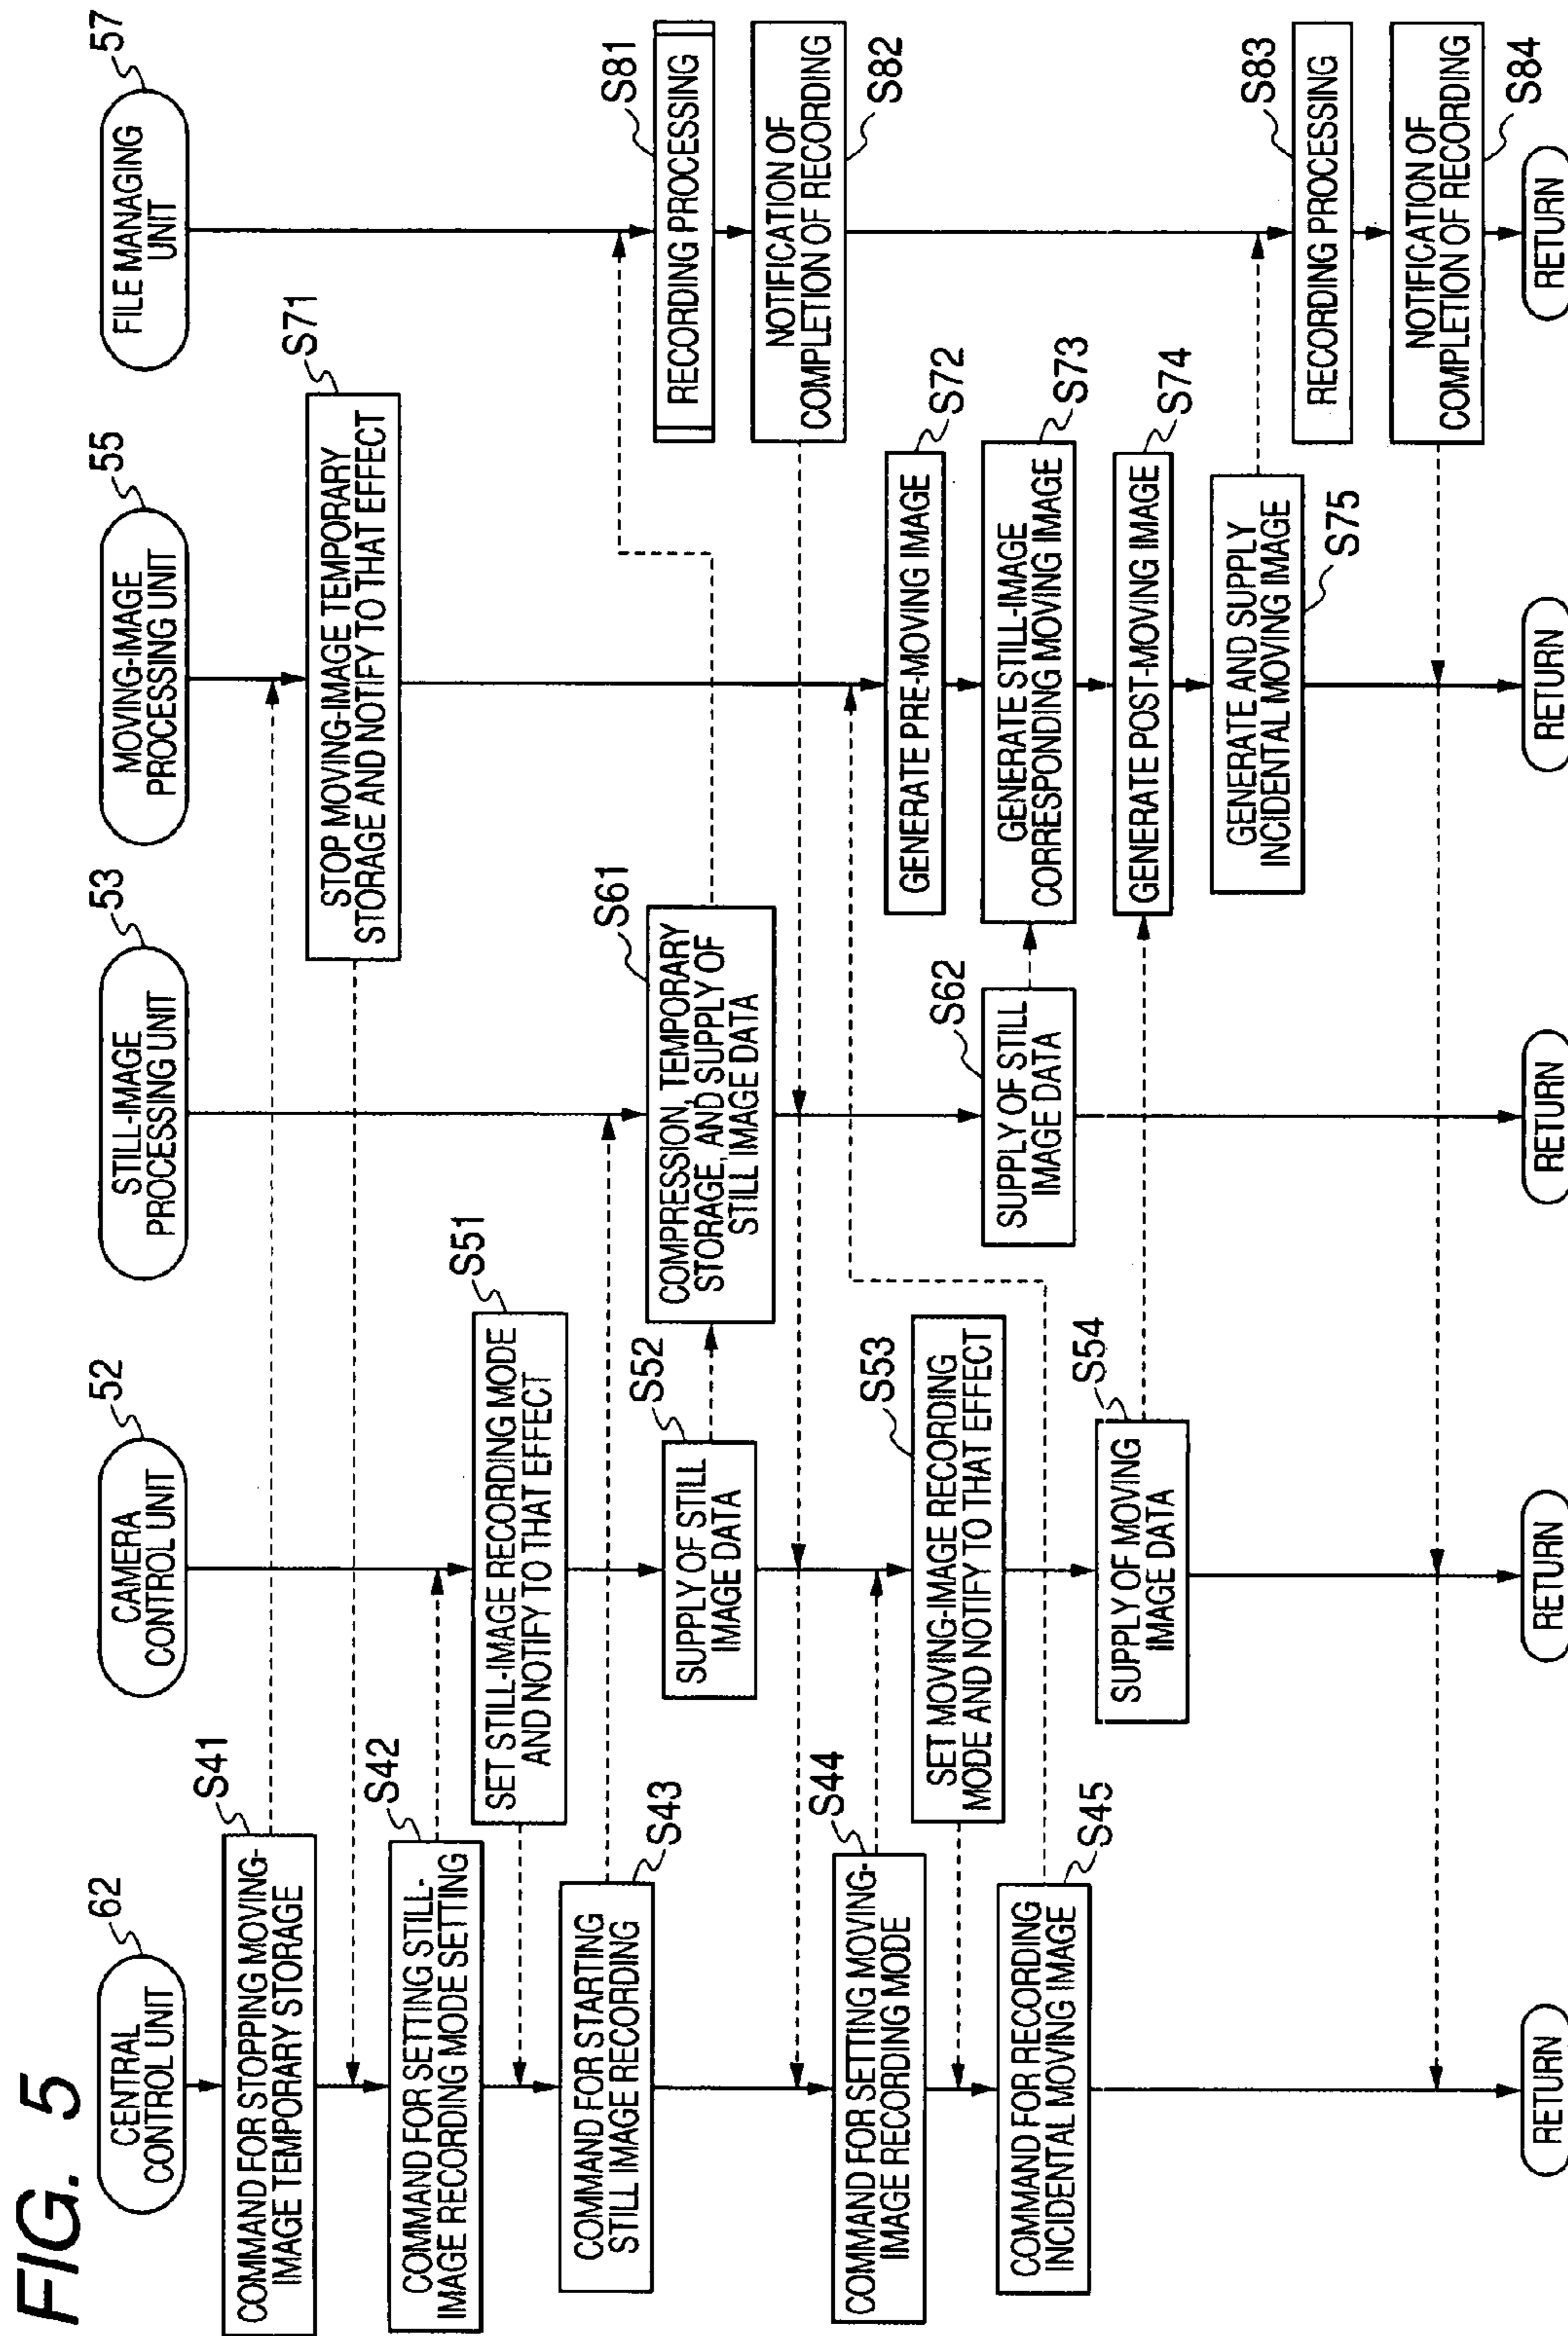 FIG. 5
CENTRAL
CONTROL UNIT
62
COMMAND FOR STOPPING MOVING-
IMAGE TEMPORARY STORAGE
S41
COMMAND FOR SETTING STILL-
IMAGE RECORDING MODE SETTING
S42
COMMAND FOR STARTING
STILL IMAGE RECORDING
S43
COMMAND FOR SETTING MOVING-
IMAGE RECORDING MODE
S44
COMMAND FOR RECORDING
INCIDENTAL MOVING IMAGE
S45
RETURN
CAMERA
CONTROL UNIT
52
SET STILL-IMAGE RECORDING MODE
AND NOTIFY TO THAT EFFECT
S51
SUPPLY OF STILL
IMAGE DATA
S52
SET MOVING-IMAGE RECORDING
MODE AND NOTIFY TO THAT EFFECT
S53
SUPPLY OF MOVING
IMAGE DATA
S54
RETURN
STILL-IMAGE
PROCESSING UNIT
53
COMPRESSION, TEMPORARY
STORAGE, AND SUPPLY OF
STILL IMAGE DATA
S61
SUPPLY OF STILL
IMAGE DATA
S62
RETURN
MOVING-IMAGE
PROCESSING UNIT
55
STOP MOVING-IMAGE TEMPORARY
STORAGE AND NOTIFY TO THAT EFFECT
S71
GENERATE PRE-MOVING IMAGE
S72
GENERATE STILL-IMAGE
CORRESPONDING MOVING IMAGE
S73
GENERATE POST-MOVING IMAGE
S74
GENERATE AND SUPPLY
INCIDENTAL MOVING IMAGE
S75
RETURN
FILE MANAGING
UNIT
57
RECORDING PROCESSING
S81
NOTIFICATION OF
COMPLETION OF RECORDING
S82
RECORDING PROCESSING
S83
NOTIFICATION OF
COMPLETION OF RECORDING
S84
RETURN